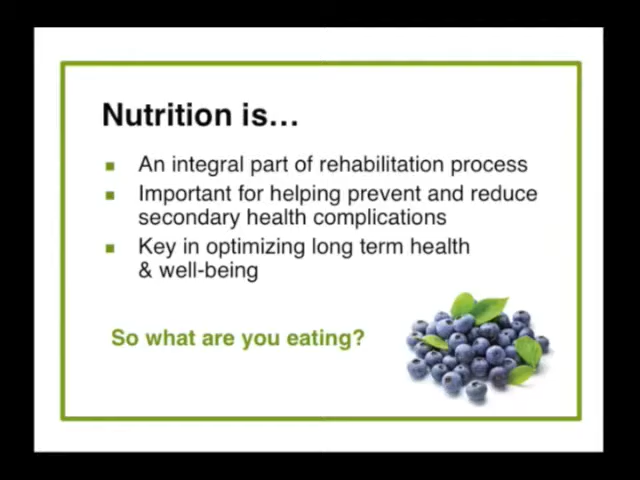 Nutrition is…
An integral part of rehabilitation process
Important for helping prevent and reduce
secondary health complications
Key in optimizing long term health
& well-being
So what are you eating?